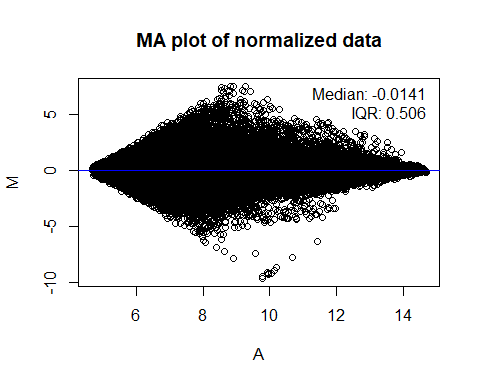 MA plot of normalized data
Median: -0.0141
IQR: 0.506
5
0
-5
-10
M
6 8 10 12 14
A